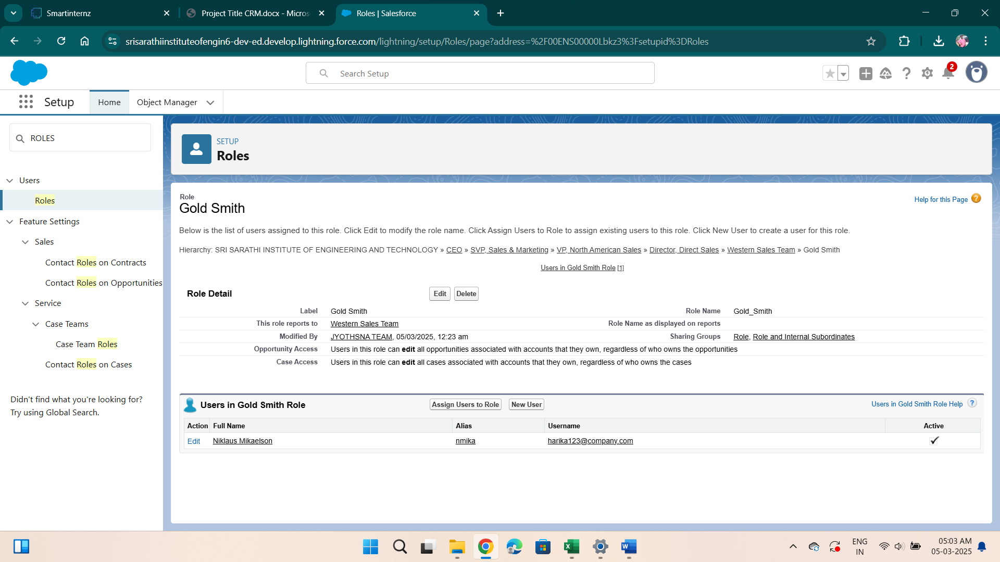 Smartinternz
Project Title CRM.docx - Micros
Roles | Salesforce
srisarathiinstituteofengin6-dev-ed.develop.lightning.force.com/lightning/setup/Roles/page?address=%2F00ENS00000Lbkz3%3Fsetupid%3DRoles
Search Setup
2
Setup
Home
Object Manager
ROLES
Users
Roles
Feature Settings
Sales
Contact Roles on Contracts
Contact Roles on Opportunities
Service
Case Teams
Case Team Roles
Contact Roles on Cases
Didn't find what you're looking for?
Try using Global Search.
SETUP
Roles
Role
Gold Smith
Help for this Page ?
Below is the list of users assigned to this role. Click Edit to modify the role name. Click Assign Users to Role to assign existing users to this role. Click New User to create a user for this role.
Hierarchy: SRI SARATHI INSTITUTE OF ENGINEERING AND TECHNOLOGY » CEO » SVP, Sales & Marketing » VP, North American Sales » Director, Direct Sales » Western Sales Team » Gold Smith
Users in Gold Smith Role [1]
Role Detail Edit Delete
Label Gold Smith Role Name Gold_Smith
This role reports to Western Sales Team Role Name as displayed on reports
Modified By JYOTHSNA TEAM, 05/03/2025, 12:23 am Sharing Groups Role, Role and Internal Subordinates
Opportunity Access Users in this role can edit all opportunities associated with accounts that they own, regardless of who owns the opportunities
Case Access Users in this role can edit all cases associated with accounts that they own, regardless of who owns the cases
Users in Gold Smith Role Assign Users to Role New User Users in Gold Smith Role Help ?
Action Full Name Alias Username Active
Edit Niklaus Mikaelson nmika harika123@company.com
ENG
IN
05:03 AM
05-03-2025